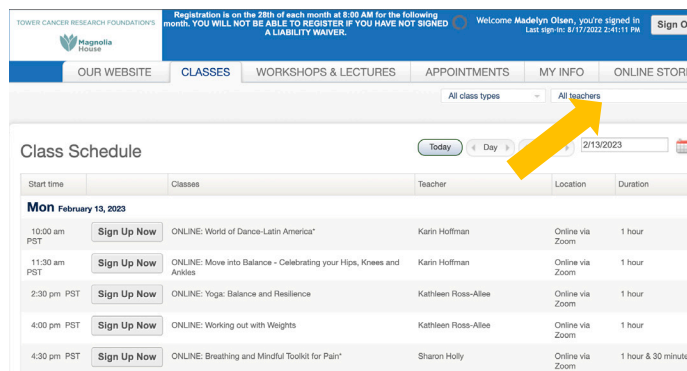 TOWER CANCER RESEARCH FOUNDATION'S
Magnolia
House
Registration is on the 28th of each month at 8:00 AM for the following
month. YOU WILL NOT BE ABLE TO REGISTER IF YOU HAVE NOT SIGNED
A LIABILITY WAIVER.
Welcome Madelyn Olsen, you're signed in
Last sign-in: 8/17/2022 2:41:11 PM
Sign O
OUR WEBSITE CLASSES WORKSHOPS & LECTURES APPOINTMENTS MY INFO ONLINE STOR
All class types All teachers
Class Schedule Today Day 2/13/2023
Start time Classes Teacher Location Duration
Mon February 13, 2023
10:00 am Sign Up Now ONLINE: World of Dance-Latin America* Karin Hoffman Online via 1 hour
PST Zoom
11:30 am Sign Up Now ONLINE: Move into Balance - Celebrating your Hips, Knees and Karin Hoffman Online via 1 hour
PST Ankles Zoom
2:30 pm PST Sign Up Now ONLINE: Yoga: Balance and Resilience Kathleen Ross-Allee Online via 1 hour
Zoom
4:00 pm PST Sign Up Now ONLINE: Working out with Weights Kathleen Ross-Allee Online via 1 hour
Zoom
4:30 pm PST Sign Up Now ONLINE: Breathing and Mindful Toolkit for Pain* Sharon Holly Online via 1 hour & 30 minute
Zoom